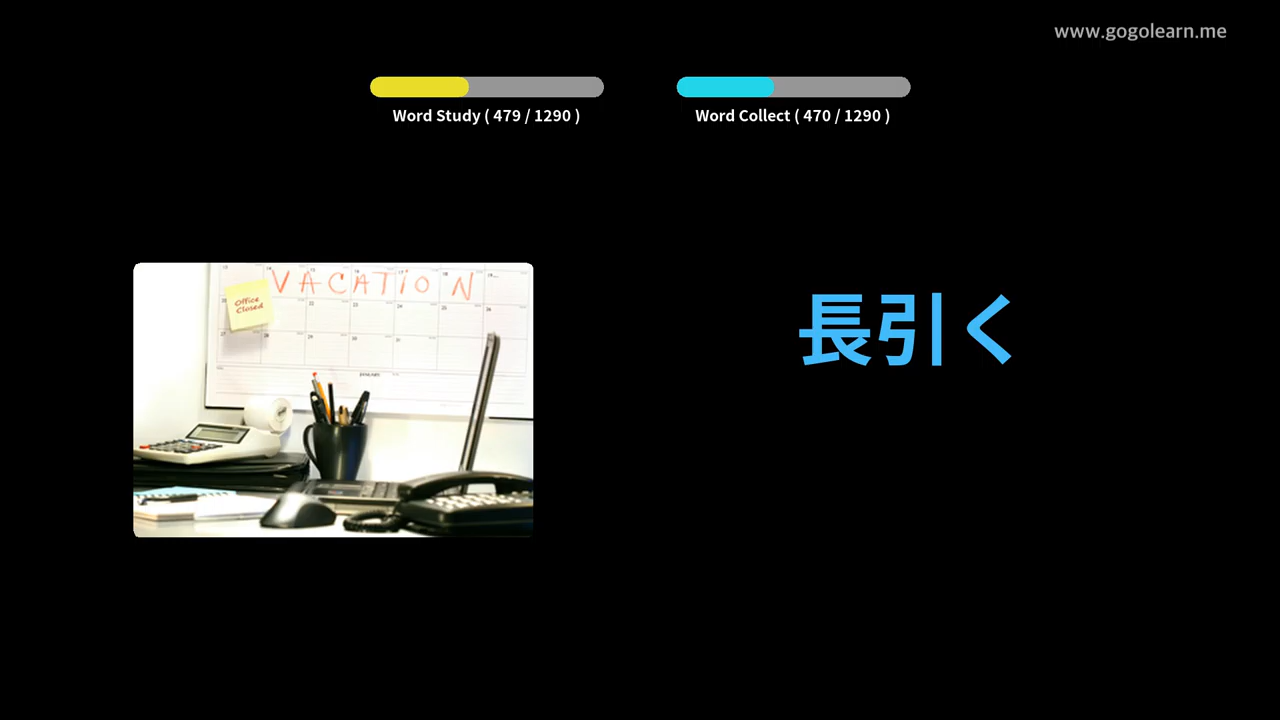 www.gogolearn.me
Word Study ( 479 / 1290 )
Word Collect ( 470 / 1290 )
VACATION
Office
Closed
長引く